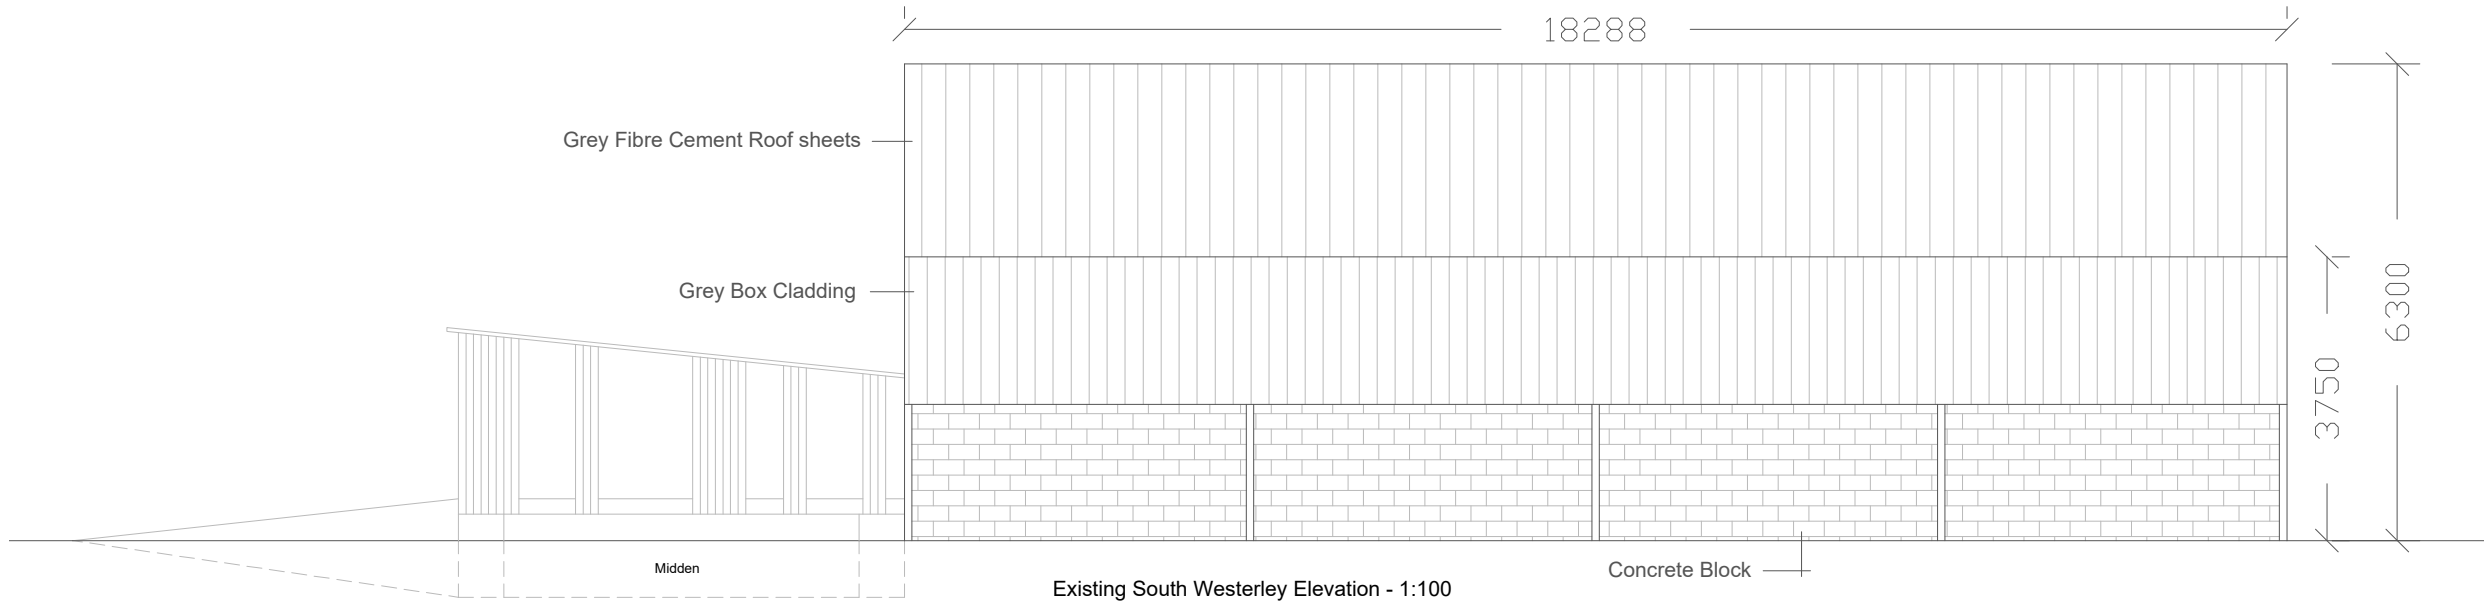 18288
Grey Fibre Cement Roof sheets
Grey Box Cladding
6300
3750
Midden
Concrete Block
Existing South Westerley Elevation - 1:100